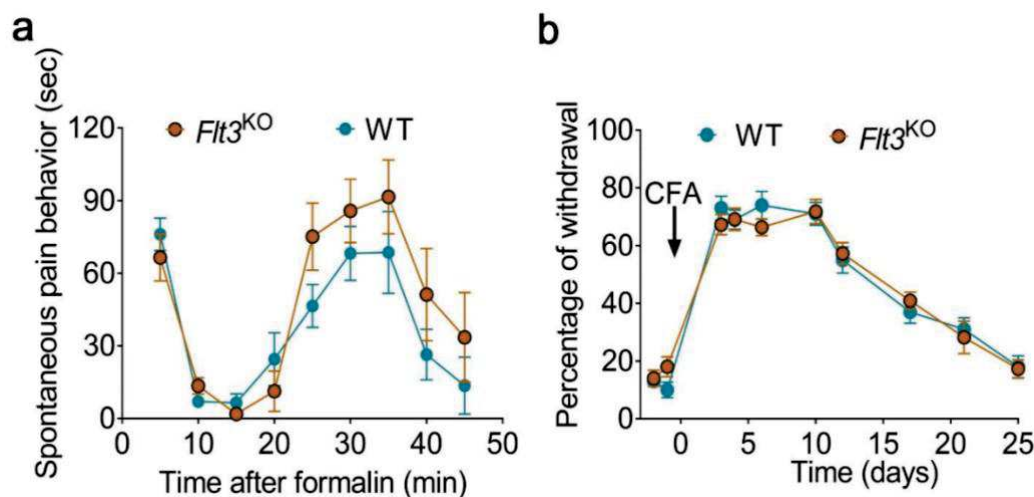 a
Spontaneous pain behavior (sec)
Flt3KO
WT
120
90
60
30
0
0 10 20 30 40 50
Time after formalin (min)
b
Percentage of withdrawal
WT
Flt3KO
CFA
100
80
60
40
20
0
0 5 10 15 20 25
Time (days)